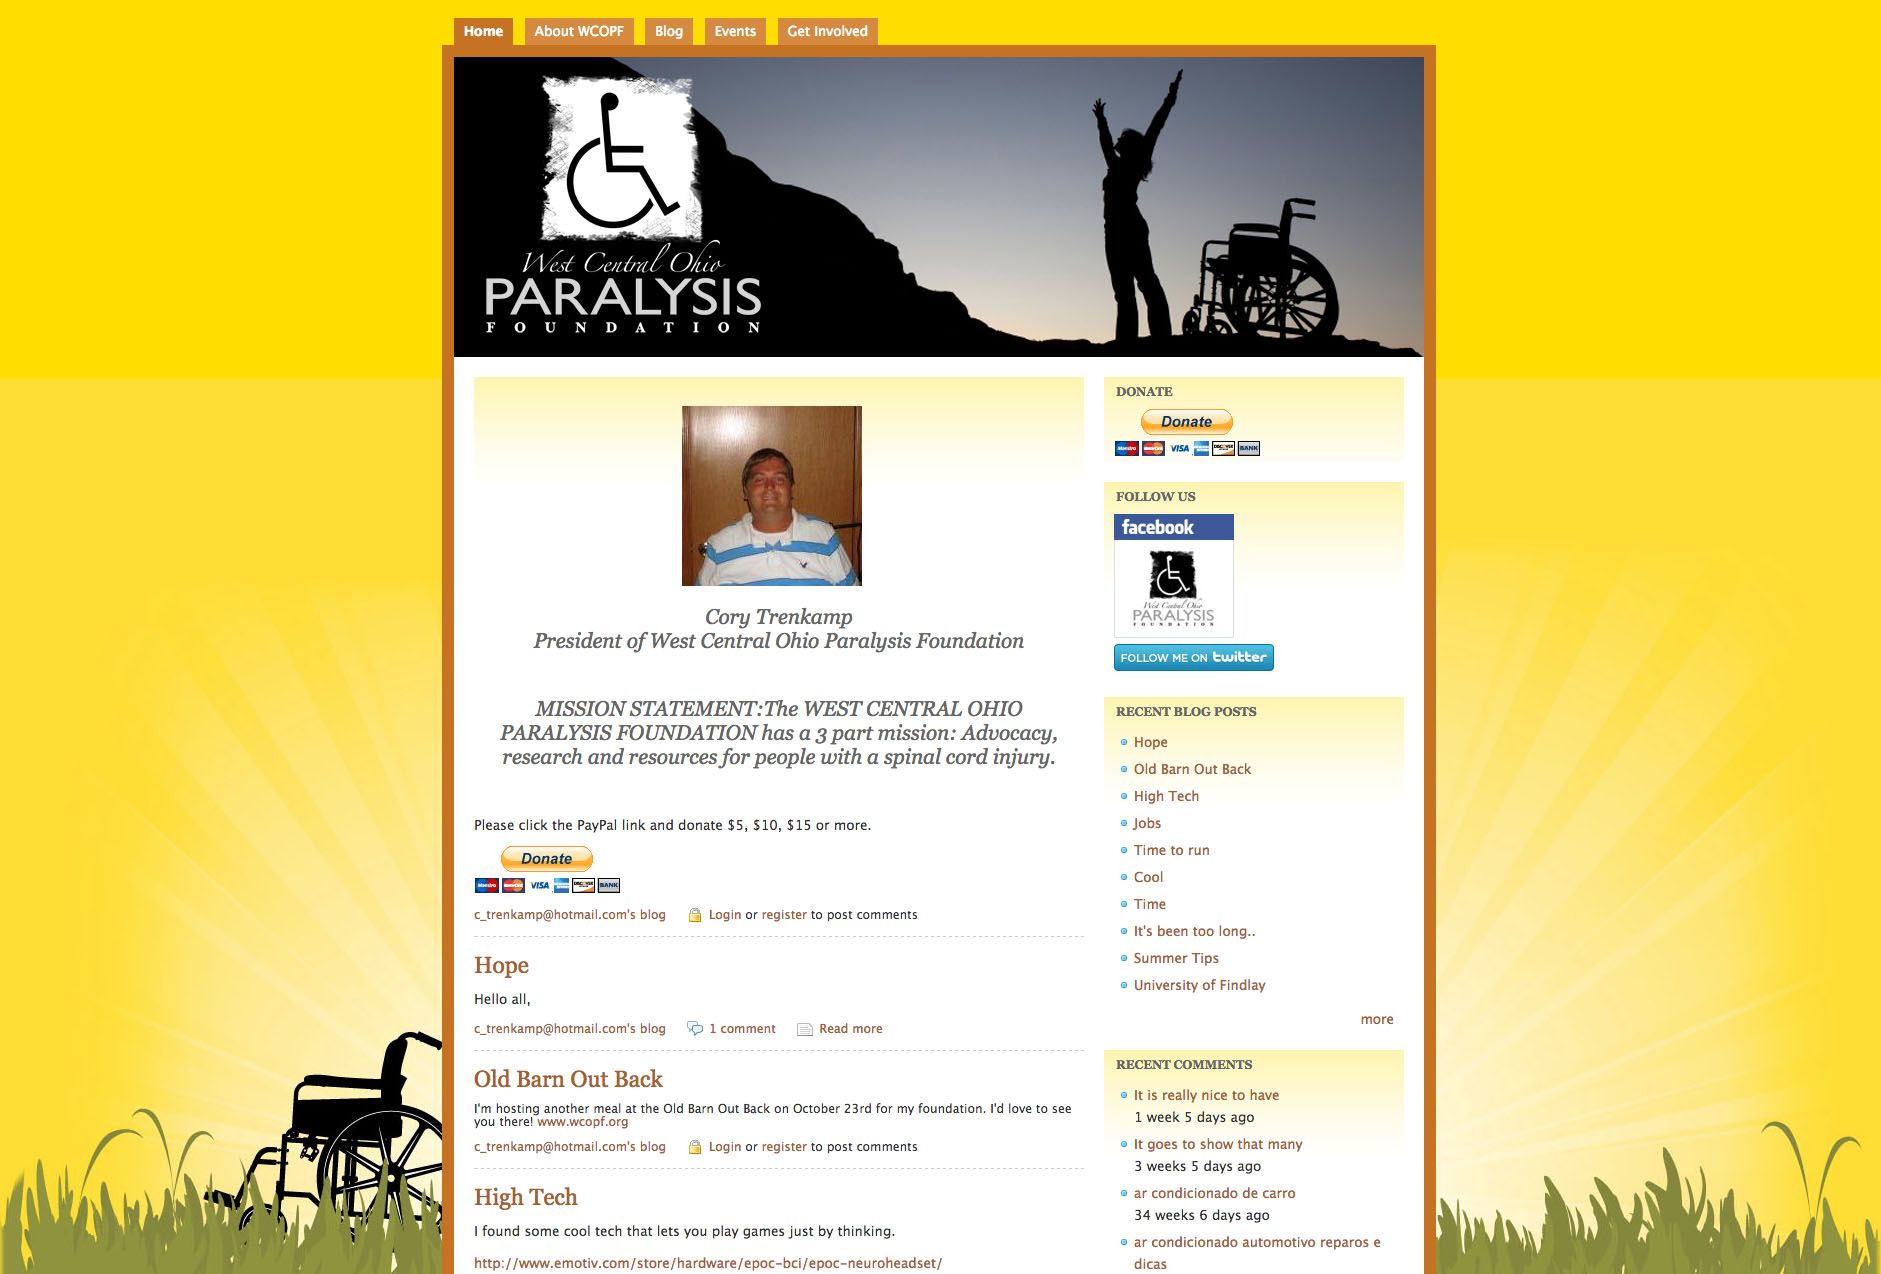 Home
About WCOPF
Blog
Events
Get Involved
West Central Ohio
PARALYSIS
FOUNDATION
Cory Trenkamp
President of West Central Ohio Paralysis Foundation
MISSION STATEMENT:The WEST CENTRAL OHIO
PARALYSIS FOUNDATION has a 3 part mission: Advocacy,
research and resources for people with a spinal cord injury.
Please click the PayPal link and donate $5, $10, $15 or more.
Donate
Maestro MasterCard VISA DISCOVER BANK
c_trenkamp@hotmail.com's blog Login or register to post comments
Hope
Hello all,
c_trenkamp@hotmail.com's blog 1 comment Read more
Old Barn Out Back
I'm hosting another meal at the Old Barn Out Back on October 23rd for my foundation. I'd love to see
you there! www.wcopf.org
c_trenkamp@hotmail.com's blog Login or register to post comments
High Tech
I found some cool tech that lets you play games just by thinking.
http://www.emotiv.com/store/hardware/epoc-bci/epoc-neuroheadset/
DONATE
Donate
Maestro MasterCard VISA DISCOVER BANK
FOLLOW US
facebook
West Central Ohio
PARALYSIS
FOUNDATION
FOLLOW ME ON twitter
RECENT BLOG POSTS
Hope
Old Barn Out Back
High Tech
Jobs
Time to run
Cool
Time
It's been too long..
Summer Tips
University of Findlay
more
RECENT COMMENTS
It is really nice to have
1 week 5 days ago
It goes to show that many
3 weeks 5 days ago
ar condicionado de carro
34 weeks 6 days ago
ar condicionado automotivo reparos e
dicas